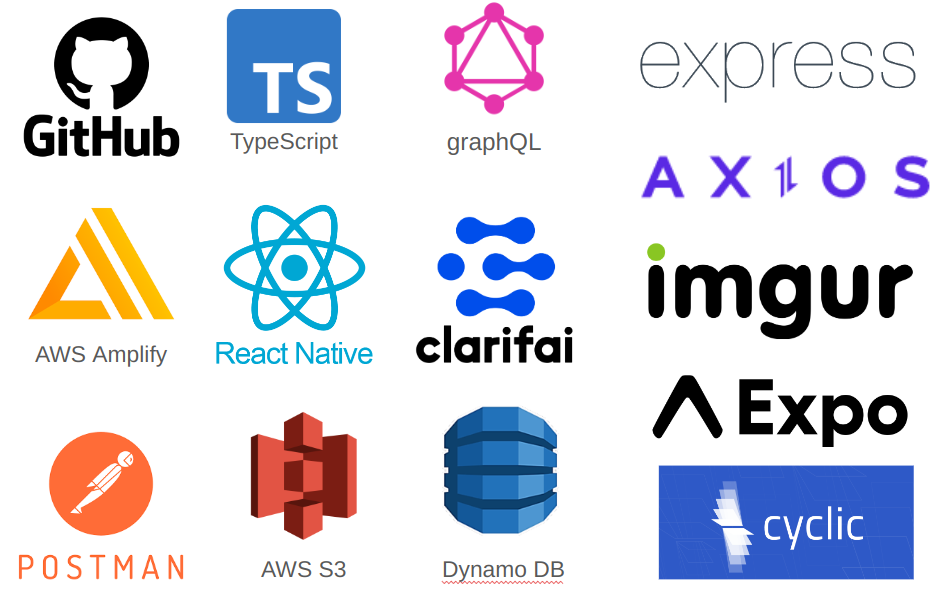 GitHub
TS
TypeScript
graphQL
express
AXIOS
AWS Amplify
React Native
clarifai
imgur
Expo
POSTMAN
AWS S3
Dynamo DB
cyclic